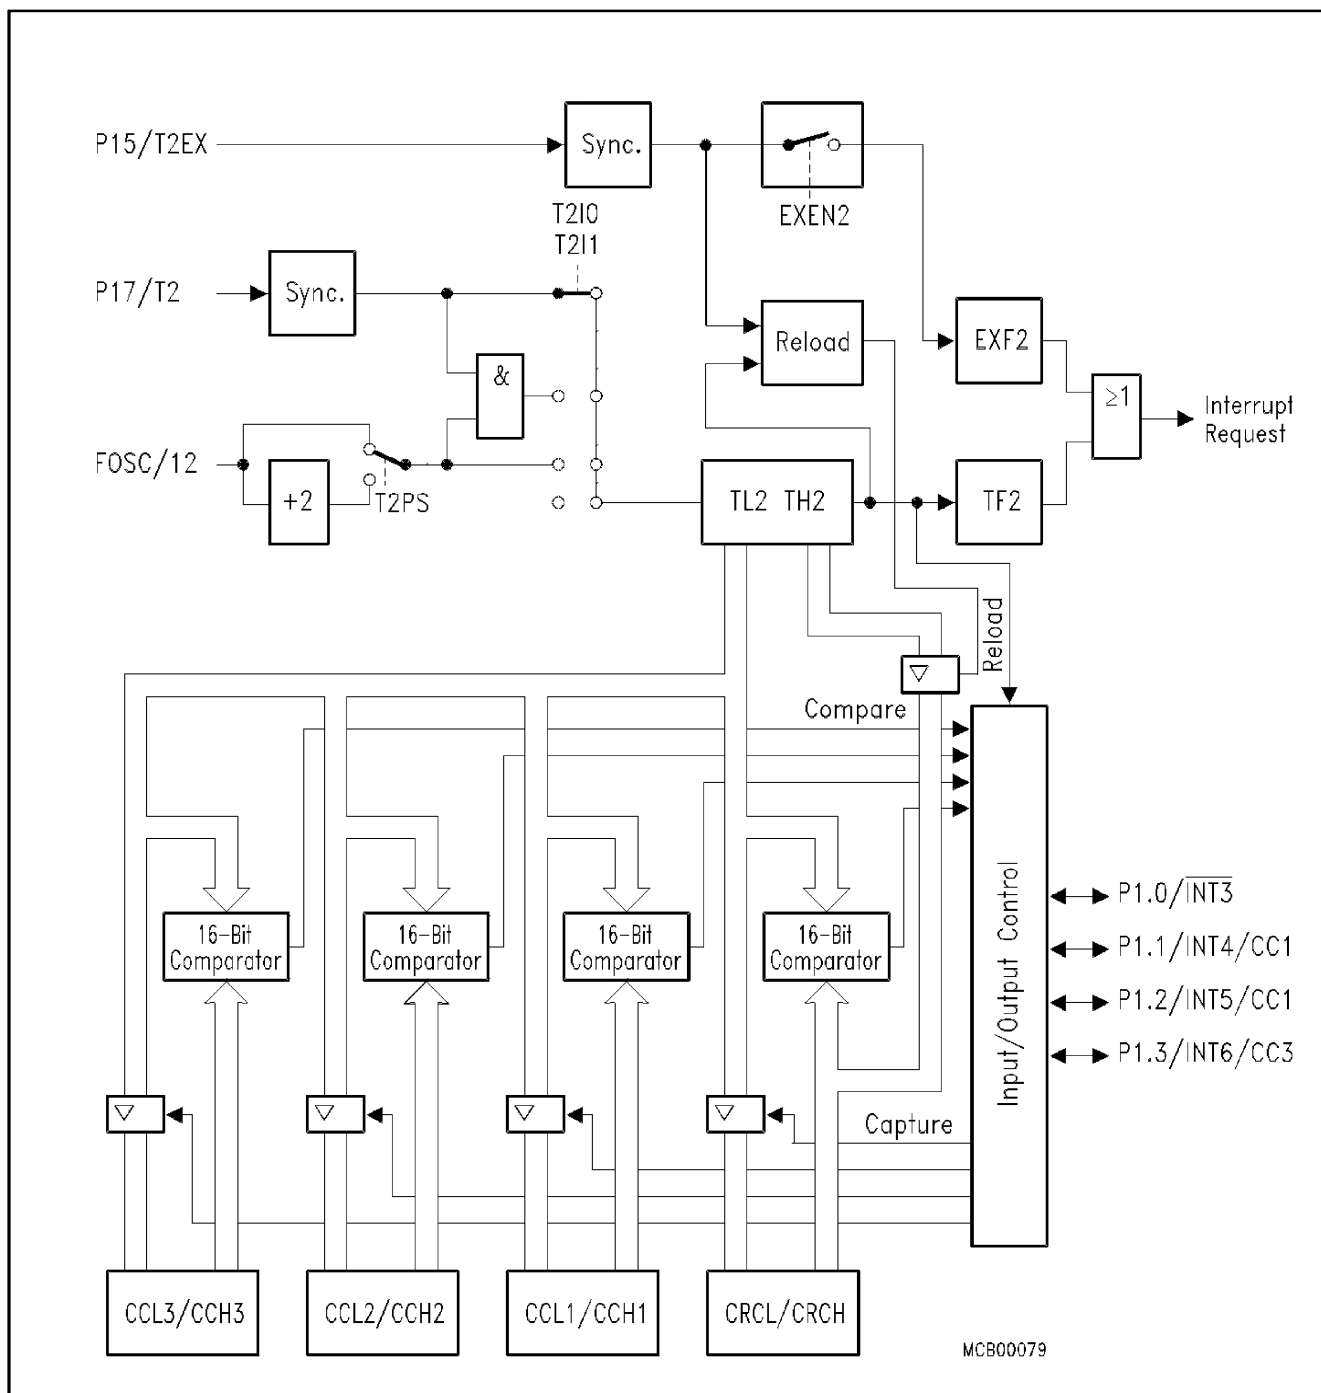 P15/T2EX
Sync.
EXEN2
T2I0
T2I1
P17/T2
Sync.
&
Reload
EXF2
≥1
Interrupt
Request
FOSC/12
+2
T2PS
TL2 TH2
TF2
Reload
Compare
16-Bit
Comparator
16-Bit
Comparator
16-Bit
Comparator
16-Bit
Comparator
Input/Output Control
P1.0/I̅N̅T̅3̅
P1.1/INT4/CC1
P1.2/INT5/CC1
P1.3/INT6/CC3
Capture
CCL3/CCH3
CCL2/CCH2
CCL1/CCH1
CRCL/CRCH
MCB00079